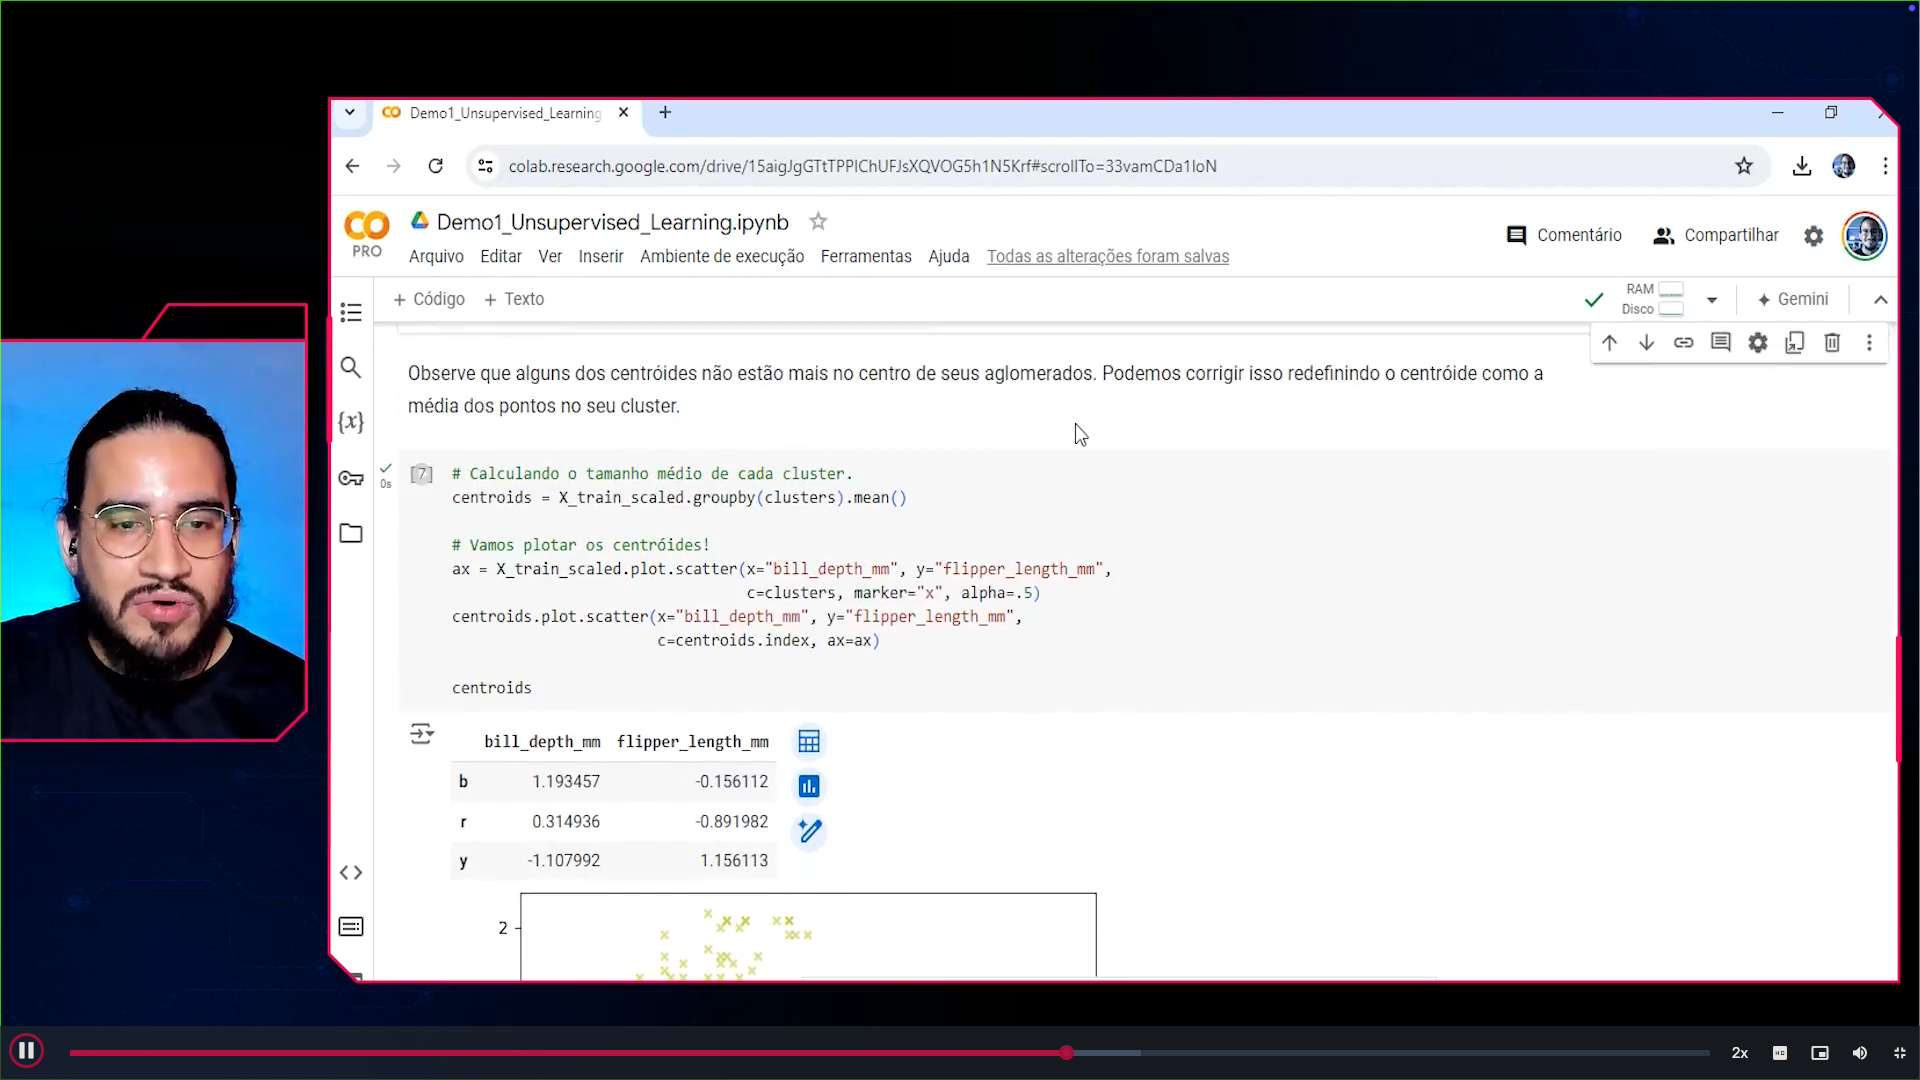 Demo1_Unsupervised_Learning
colab.research.google.com/drive/15aigJgGTtTPPIChUFJsXQVOG5h1N5Krf#scrollTo=33vamCDa1IoN
CO
PRO
Demo1_Unsupervised_Learning.ipynb
Comentário
Compartilhar
Arquivo Editar Ver Inserir Ambiente de execução Ferramentas Ajuda Todas as alterações foram salvas
+ Código + Texto
RAM
Disco
Gemini
Observe que alguns dos centróides não estão mais no centro de seus aglomerados. Podemos corrigir isso redefinindo o centróide como a
média dos pontos no seu cluster.
{x}
0s
[7]
# Calculando o tamanho médio de cada cluster.
centroids = X_train_scaled.groupby(clusters).mean()
# Vamos plotar os centróides!
ax = X_train_scaled.plot.scatter(x="bill_depth_mm", y="flipper_length_mm",
c=clusters, marker="x", alpha=.5)
centroids.plot.scatter(x="bill_depth_mm", y="flipper_length_mm",
c=centroids.index, ax=ax)
centroids
bill_depth_mm flipper_length_mm
b 1.193457 -0.156112
r 0.314936 -0.891982
y -1.107992 1.156113
2
2x